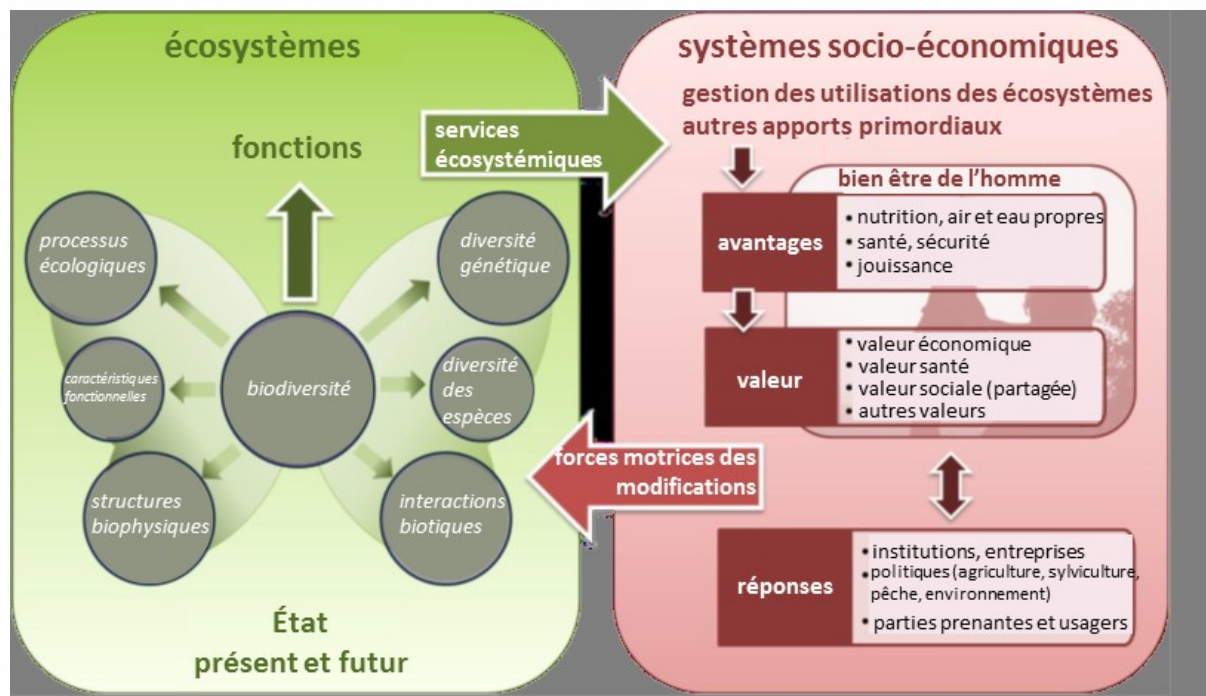 écosystèmes
fonctions
processus
écologiques
diversité
génétique
caractéristiques
fonctionnelles
biodiversité
diversité
des
espèces
structures
biophysiques
interactions
biotiques
État
présent et futur
services
écosystémiques
forces motrices des
modifications
systèmes socio-économiques
gestion des utilisations des écosystèmes
autres apports primordiaux
bien être de l'homme
avantages
• nutrition, air et eau propres
• santé, sécurité
• jouissance
valeur
• valeur économique
• valeur santé
• valeur sociale (partagée)
• autres valeurs
réponses
• institutions, entreprises
• politiques (agriculture, sylviculture,
pêche, environnement)
• parties prenantes et usagers